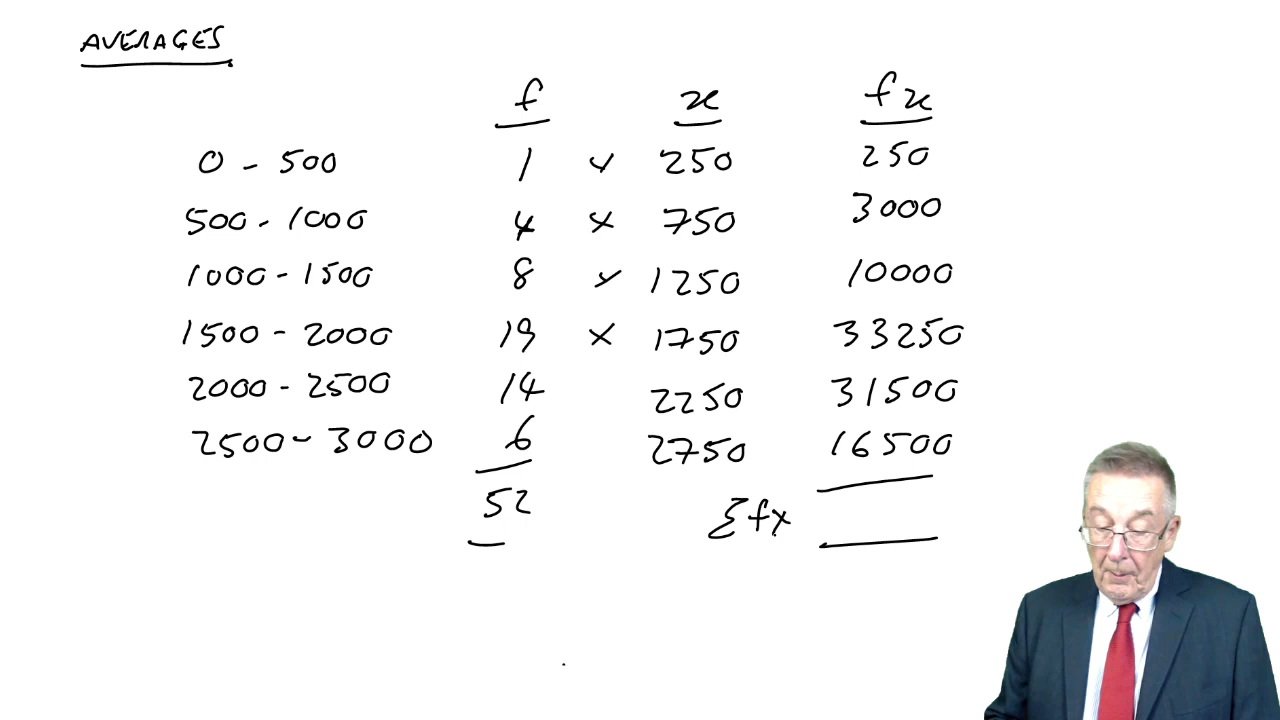 AVERAGES
f x fx
0 - 500 1 × 250 250
500 - 1000 4 × 750 3000
1000 - 1500 8 × 1250 10000
1500 - 2000 19 × 1750 33250
2000 - 2500 14 2250 31500
2500 - 3000 6 2750 16500
52 Σfx